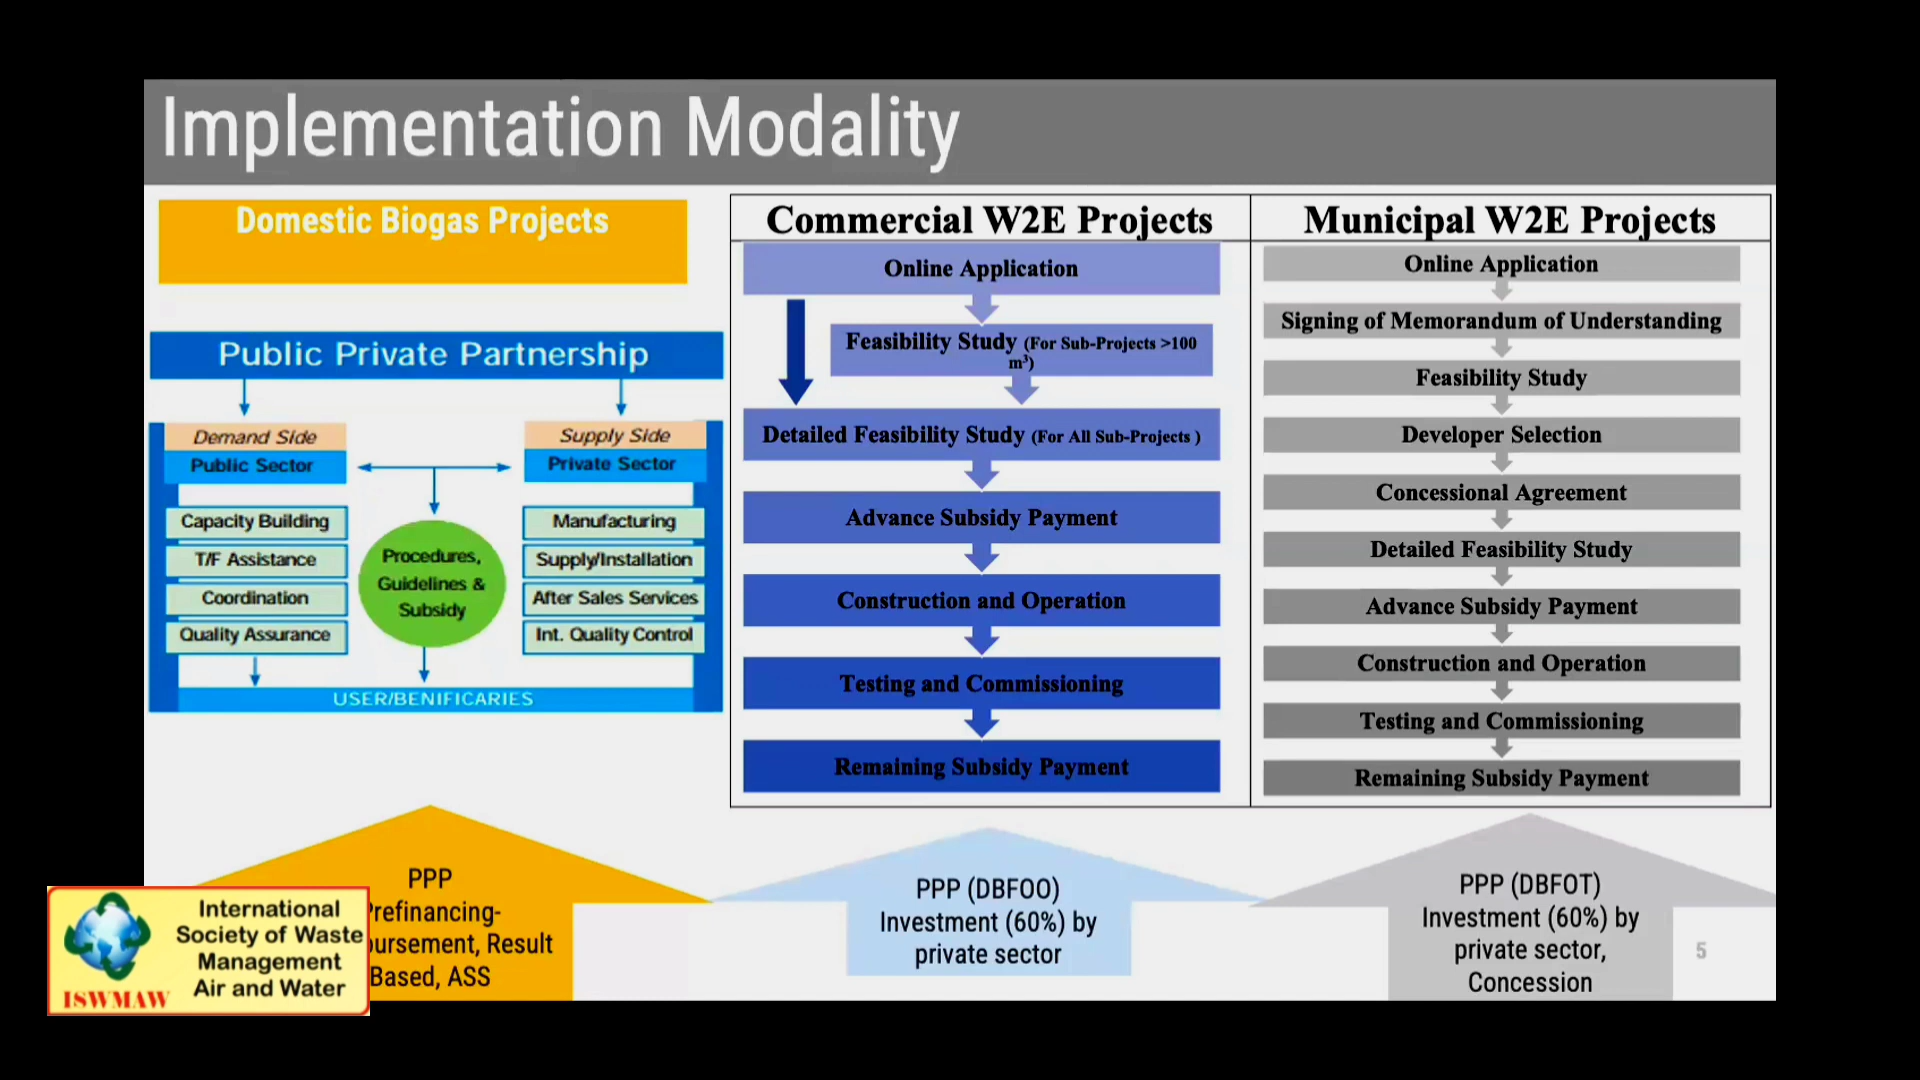 Implementation Modality
Domestic Biogas Projects
Public Private Partnership
Demand Side
Public Sector
Supply Side
Private Sector
Capacity Building
T/F Assistance
Coordination
Quality Assurance
Procedures,
Guidelines &
Subsidy
Manufacturing
Supply/Installation
After Sales Services
Int. Quality Control
USER/BENIFICARIES
Commercial W2E Projects
Online Application
Feasibility Study (For Sub-Projects >100
m³)
Detailed Feasibility Study (For All Sub-Projects )
Advance Subsidy Payment
Construction and Operation
Testing and Commissioning
Remaining Subsidy Payment
Municipal W2E Projects
Online Application
Signing of Memorandum of Understanding
Feasibility Study
Developer Selection
Concessional Agreement
Detailed Feasibility Study
Advance Subsidy Payment
Construction and Operation
Testing and Commissioning
Remaining Subsidy Payment
PPP
refinancing-
bursement, Result
Based, ASS
PPP (DBFOO)
Investment (60%) by
private sector
PPP (DBFOT)
Investment (60%) by
private sector,
Concession
5
International
Society of Waste
Management
Air and Water
ISWMAW